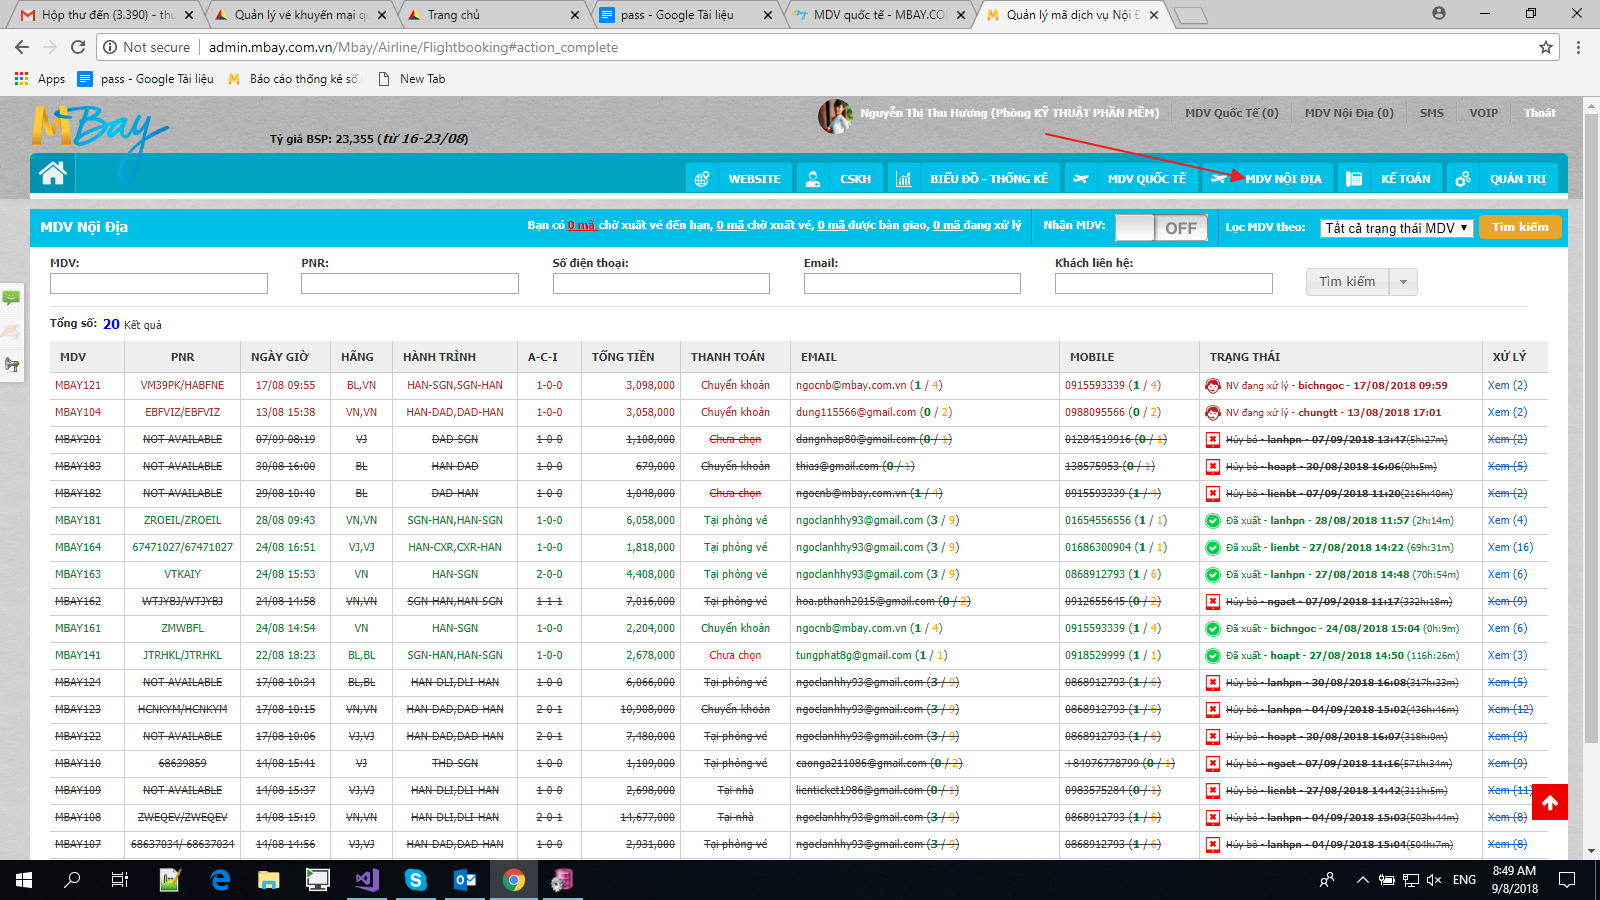 Hộp thư đến (3.390) - thu
Quản lý vé khuyến mại qu
Trang chủ
pass - Google Tài liệu
MDV quốc tế - MBAY.CO
Quản lý mã dịch vụ Nội Đ
Not secure admin.mbay.com.vn/Mbay/Airline/Flightbooking#action_complete
Apps pass - Google Tài liệu Báo cáo thống kê số New Tab
MBay
Tỷ giá BSP: 23,355 (từ 16-23/08)
Nguyễn Thị Thu Hương (Phòng KỸ THUẬT PHẦN MỀM) MDV Quốc Tế (0) MDV Nội Địa (0) SMS VOIP Thoát
WEBSITE CSKH BIỂU ĐỒ - THỐNG KÊ MDV QUỐC TẾ MDV NỘI ĐỊA KẾ TOÁN QUẢN TRỊ
MDV Nội Địa Bạn có 0 mã chờ xuất vé đến hạn, 0 mã chờ xuất vé, 0 mã được bàn giao, 0 mã đang xử lý Nhận MDV: OFF Lọc MDV theo: Tất cả trạng thái MDV Tìm kiếm
MDV: PNR: Số điện thoại: Email: Khách liên hệ:
Tìm kiếm
Tổng số: 20 Kết quả
MDV PNR NGÀY GIỜ HÃNG HÀNH TRÌNH A-C-I TỔNG TIỀN THANH TOÁN EMAIL MOBILE TRẠNG THÁI XỬ LÝ
MBAY121 VM39PK/HABFNE 17/08 09:55 BL,VN HAN-SGN,SGN-HAN 1-0-0 3,098,000 Chuyển khoản ngocnb@mbay.com.vn (1 / 4) 0915593339 (1 / 4) NV đang xử lý - bichngoc - 17/08/2018 09:59 Xem (2)
MBAY104 EBFVIZ/EBFVIZ 13/08 15:38 VN,VN HAN-DAD,DAD-HAN 1-0-0 3,058,000 Chuyển khoản dung115566@gmail.com (0 / 2) 0988095566 (0 / 2) NV đang xử lý - chungtt - 13/08/2018 17:01 Xem (2)
MBAY201 NOT AVAILABLE 07/09 08:19 VJ DAD-SGN 1-0-0 1,108,000 Chưa chọn dangnhap80@gmail.com (0 / 1) 01284519916 (0 / 1) Hủy bỏ - lanhpn - 07/09/2018 13:47(5h:27m) Xem (2)
MBAY183 NOT AVAILABLE 30/08 16:00 BL HAN-DAD 1-0-0 679,000 Chuyển khoản thias@gmail.com (0 / 1) 138575953 (0 / 1) Hủy bỏ - hoapt - 30/08/2018 16:06(0h:5m) Xem (5)
MBAY182 NOT AVAILABLE 29/08 10:40 BL DAD-HAN 1-0-0 1,048,000 Chưa chọn ngocnb@mbay.com.vn (1 / 4) 0915593339 (1 / 4) Hủy bỏ - lienbt - 07/09/2018 11:20(216h:40m) Xem (2)
MBAY181 ZROEIL/ZROEIL 28/08 09:43 VN,VN SGN-HAN,HAN-SGN 1-0-0 6,058,000 Tại phòng vé ngoclanhhy93@gmail.com (3 / 9) 01654556556 (1 / 1) Đã xuất - lanhpn - 28/08/2018 11:57 (2h:14m) Xem (4)
MBAY164 67471027/67471027 24/08 16:51 VJ,VJ HAN-CXR,CXR-HAN 1-0-0 1,818,000 Tại phòng vé ngoclanhhy93@gmail.com (3 / 9) 01686300904 (1 / 1) Đã xuất - lienbt - 27/08/2018 14:22 (69h:31m) Xem (16)
MBAY163 VTKAIY 24/08 15:53 VN HAN-SGN 2-0-0 4,408,000 Tại phòng vé ngoclanhhy93@gmail.com (3 / 9) 0868912793 (1 / 6) Đã xuất - lanhpn - 27/08/2018 14:48 (70h:54m) Xem (6)
MBAY162 WTJYBJ/WTJYBJ 24/08 14:58 VN,VN SGN-HAN,HAN-SGN 1-1-1 7,016,000 Tại phòng vé hoa.pthanh2015@gmail.com (0 / 2) 0912655645 (0 / 2) Hủy bỏ - ngact - 07/09/2018 11:17(332h:18m) Xem (9)
MBAY161 ZMWBFL 24/08 14:54 VN HAN-SGN 1-0-0 2,204,000 Chuyển khoản ngocnb@mbay.com.vn (1 / 4) 0915593339 (1 / 4) Đã xuất - bichngoc - 24/08/2018 15:04 (0h:9m) Xem (6)
MBAY141 JTRHKL/JTRHKL 22/08 18:23 BL,BL SGN-HAN,HAN-SGN 1-0-0 2,678,000 Chưa chọn tungphat8g@gmail.com (1 / 1) 0918529999 (1 / 1) Đã xuất - hoapt - 27/08/2018 14:50 (116h:26m) Xem (3)
MBAY124 NOT AVAILABLE 17/08 10:34 BL,BL HAN-DLI,DLI-HAN 1-0-0 6,066,000 Tại phòng vé ngoclanhhy93@gmail.com (3 / 9) 0868912793 (1 / 6) Hủy bỏ - lanhpn - 30/08/2018 16:08(317h:33m) Xem (5)
MBAY123 HCNKYM/HCNKYM 17/08 10:15 VN,VN HAN-DAD,DAD-HAN 2-0-1 10,908,000 Chuyển khoản ngoclanhhy93@gmail.com (3 / 9) 0868912793 (1 / 6) Hủy bỏ - lanhpn - 04/09/2018 15:02(436h:46m) Xem (12)
MBAY122 NOT AVAILABLE 17/08 10:06 VJ,VJ HAN-DAD,DAD-HAN 2-0-1 7,480,000 Tại phòng vé ngoclanhhy93@gmail.com (3 / 9) 0868912793 (1 / 6) Hủy bỏ - hoapt - 30/08/2018 16:07(318h:0m) Xem (9)
MBAY110 68639859 14/08 15:41 VJ THD-SGN 1-0-0 1,109,000 Tại phòng vé caonga211086@gmail.com (0 / 2) +84976778799 (0 / 1) Hủy bỏ - ngact - 07/09/2018 11:16(571h:34m) Xem (9)
MBAY109 NOT AVAILABLE 14/08 15:37 VJ,VJ HAN-DLI,DLI-HAN 1-0-0 2,698,000 Tại nhà lienticket1986@gmail.com (0 / 1) 0983575284 (0 / 1) Hủy bỏ - lienbt - 27/08/2018 14:42(311h:5m) Xem (11)
MBAY108 ZWEQEV/ZWEQEV 14/08 15:19 VN,VN HAN-DLI,DLI-HAN 2-0-1 14,677,000 Tại nhà ngoclanhhy93@gmail.com (3 / 9) 0868912793 (1 / 6) Hủy bỏ - lanhpn - 04/09/2018 15:03(503h:44m) Xem (8)
MBAY107 68637034/ 68637034 14/08 14:56 VJ,VJ HAN-DAD,DAD-HAN 1-0-0 2,931,000 Tại phòng vé ngoclanhhy93@gmail.com (3 / 9) 0868912793 (1 / 6) Hủy bỏ - lanhpn - 04/09/2018 15:04(504h:7m) Xem (8)
ENG 8:49 AM
9/8/2018